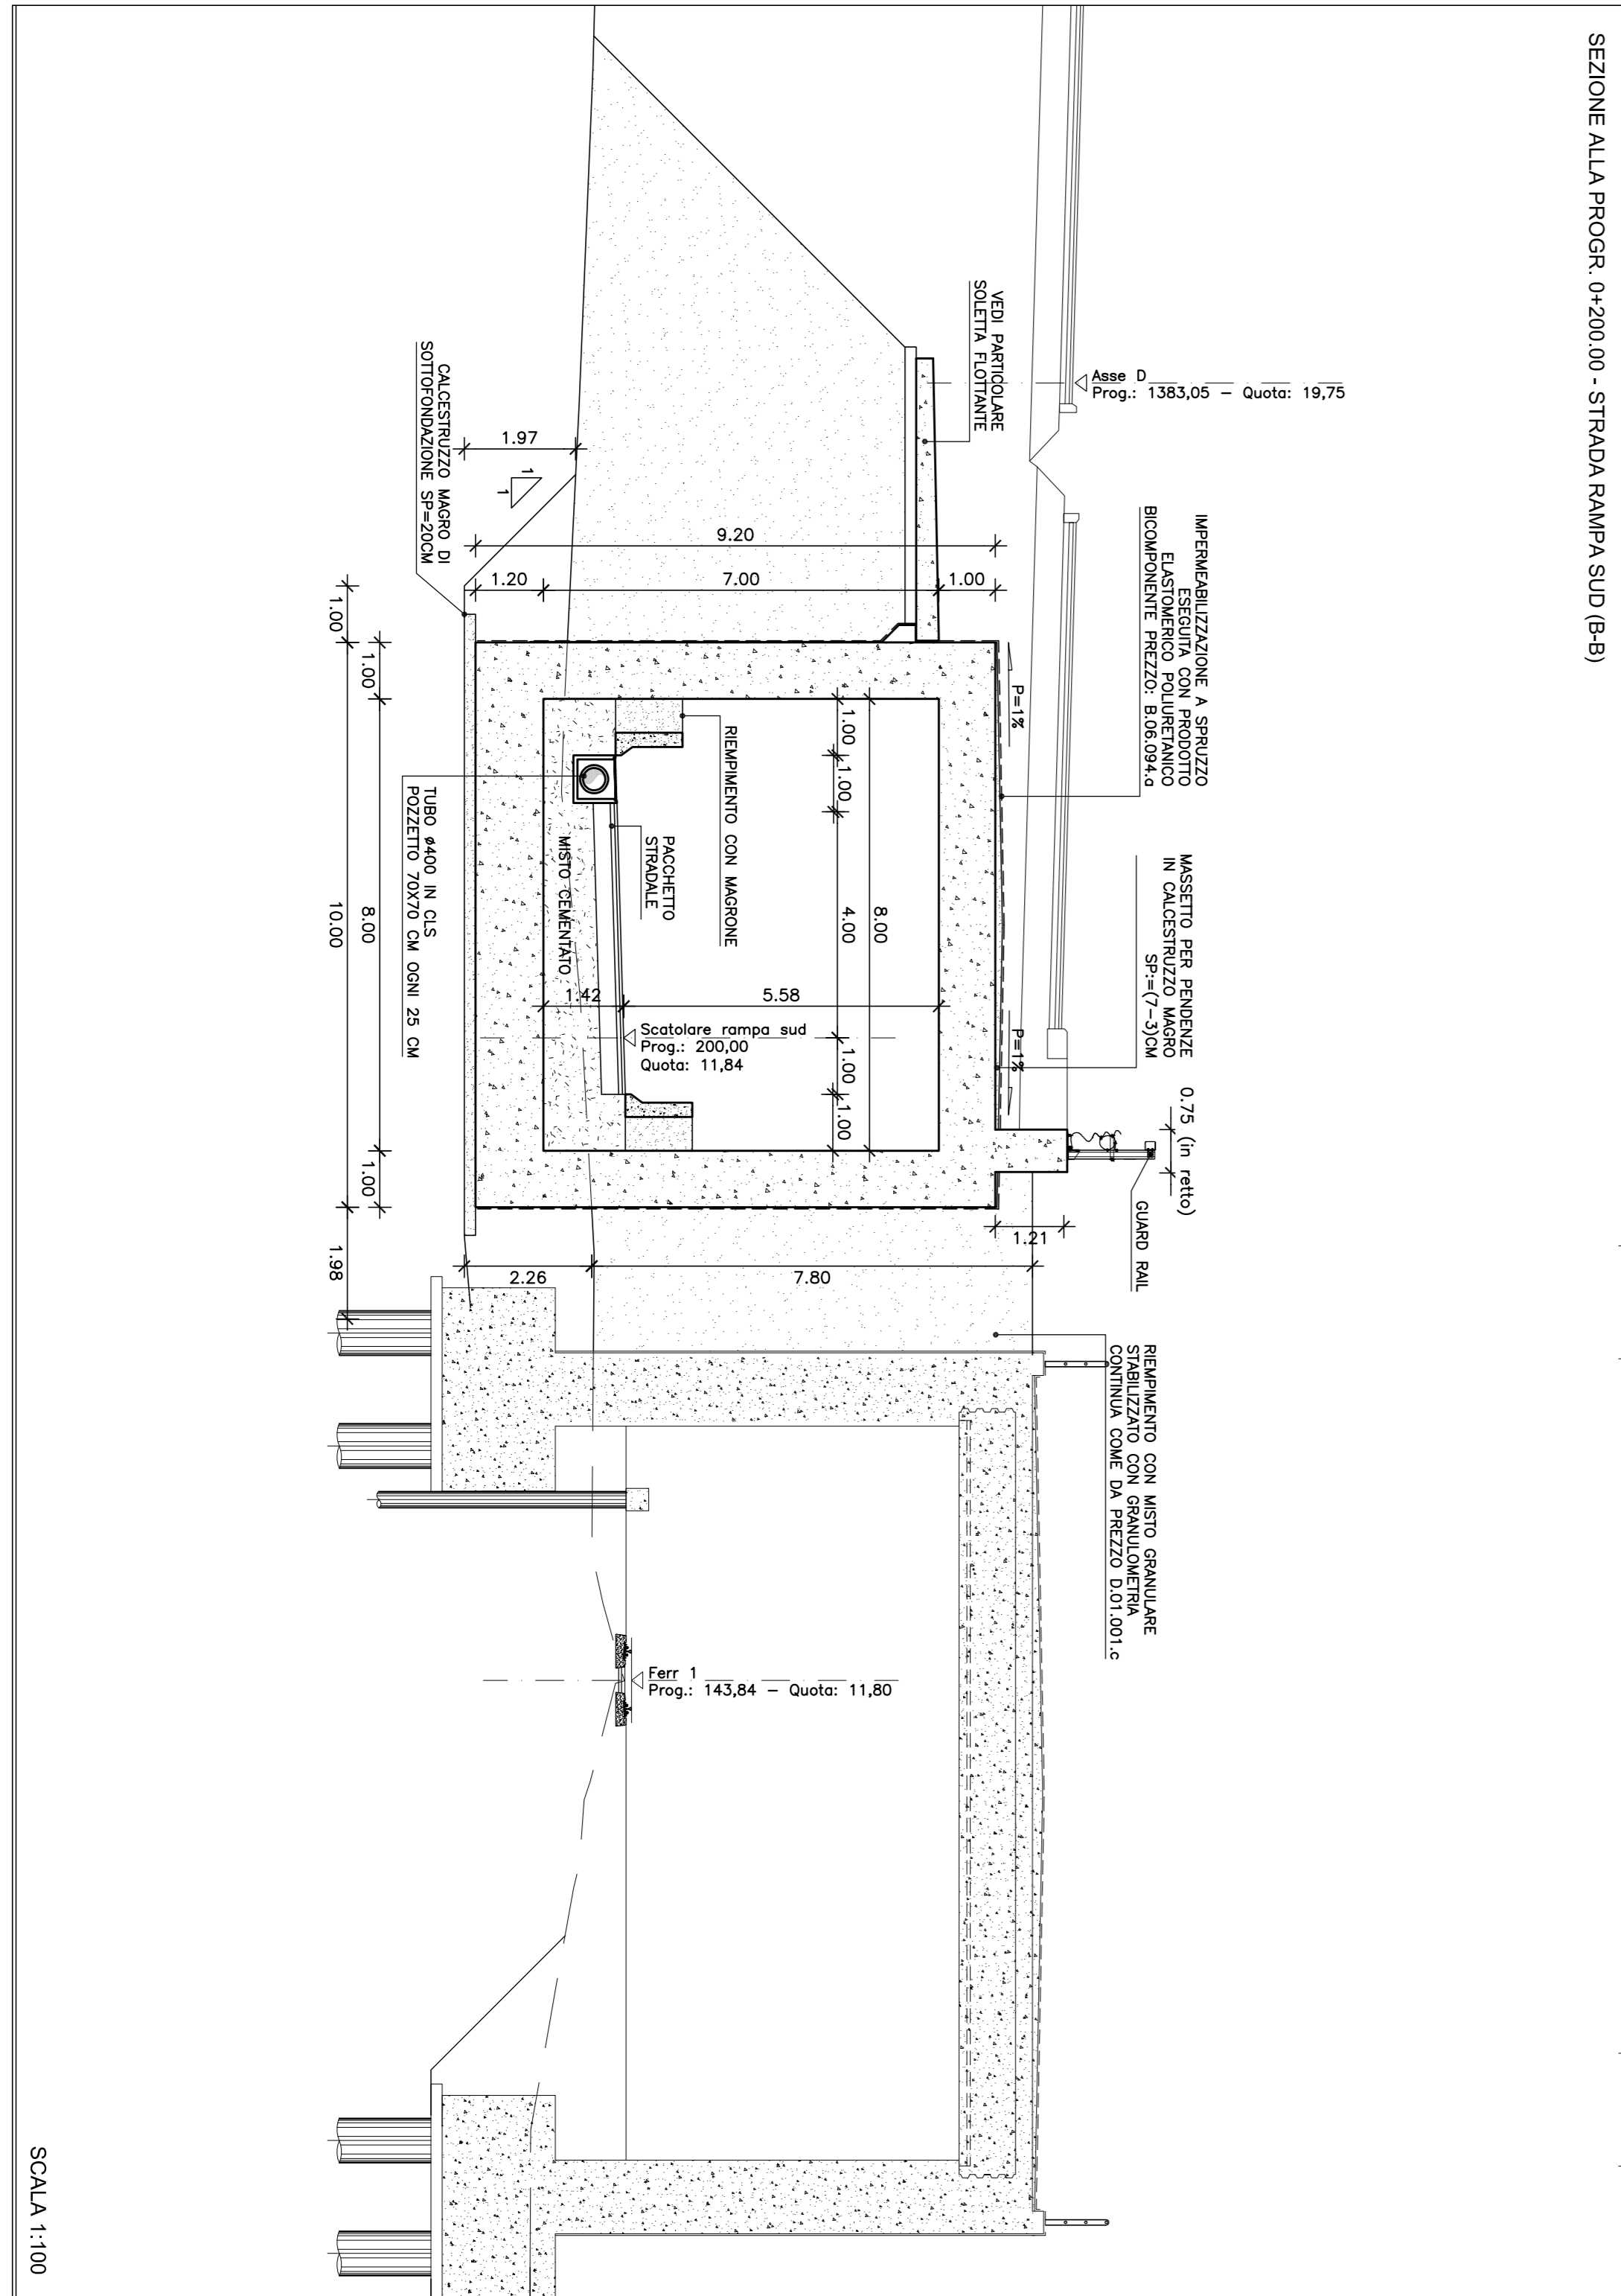 SEZIONE ALLA PROGR. 0+200.00 - STRADA RAMPA SUD (B-B)
Asse D
Prog.: 1383,05 – Quota: 19,75
VEDI PARTICOLARE
SOLETTA FLOTTANTE
IMPERMEABILIZZAZIONE A SPRUZZO
ESEGUITA CON PRODOTTO
ELASTOMERICO POLIURETANICO
BICOMPONENTE PREZZO: B.06.094.a
MASSETTO PER PENDENZE
IN CALCESTRUZZO MAGRO
SP:=(7-3)CM
0.75 (in retto)
GUARD RAIL
RIEMPIMENTO CON MISTO GRANULARE
STABILIZZATO CON GRANULOMETRIA
CONTINUA COME DA PREZZO D.01.001.c
P=1%
P=1%
1.21
9.20
1.00
7.00
1.20
1.97
1
1
8.00
1.00
1.00
4.00
1.00
1.00
5.58
1.42
RIEMPIMENTO CON MAGRONE
PACCHETTO
STRADALE
MISTO CEMENTATO
Scatolare rampa sud
Prog.: 200,00
Quota: 11,84
7.80
2.26
Ferr 1
Prog.: 143,84 – Quota: 11,80
CALCESTRUZZO MAGRO DI
SOTTOFONDAZIONE SP=20CM
TUBO ø400 IN CLS
POZZETTO 70X70 CM OGNI 25 CM
1.00
8.00
1.00
1.00
10.00
1.98
SCALA 1:100